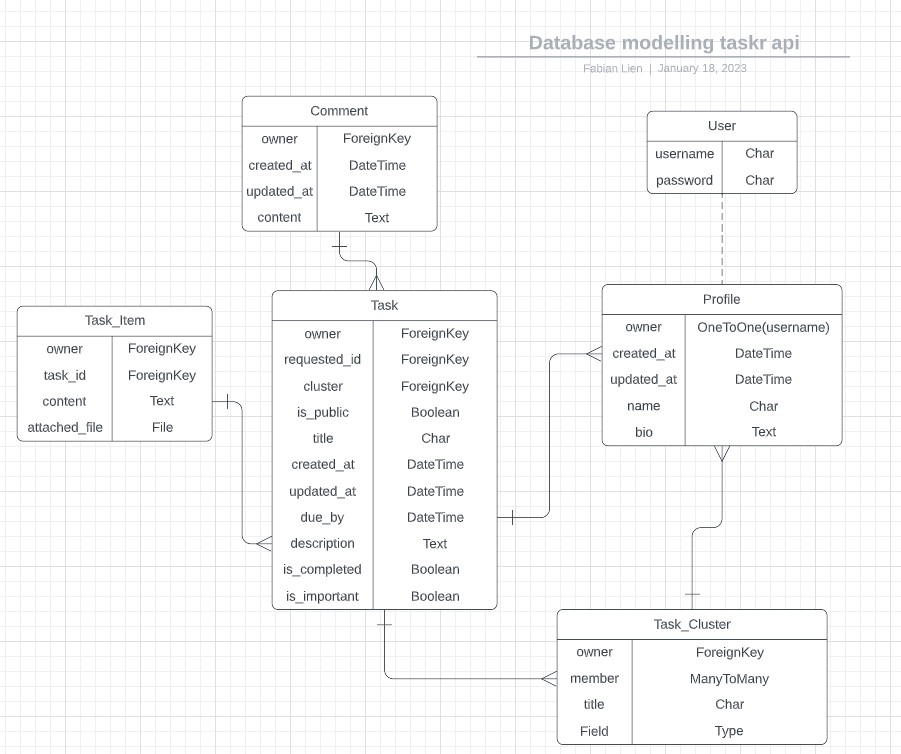 Database modelling taskr api
Fabian Lien | January 18, 2023
Comment
owner ForeignKey
created_at DateTime
updated_at DateTime
content Text
User
username Char
password Char
Task_Item
owner ForeignKey
task_id ForeignKey
content Text
attached_file File
Task
owner ForeignKey
requested_id ForeignKey
cluster ForeignKey
is_public Boolean
title Char
created_at DateTime
updated_at DateTime
due_by DateTime
description Text
is_completed Boolean
is_important Boolean
Profile
owner OneToOne(username)
created_at DateTime
updated_at DateTime
name Char
bio Text
Task_Cluster
owner ForeignKey
member ManyToMany
title Char
Field Type